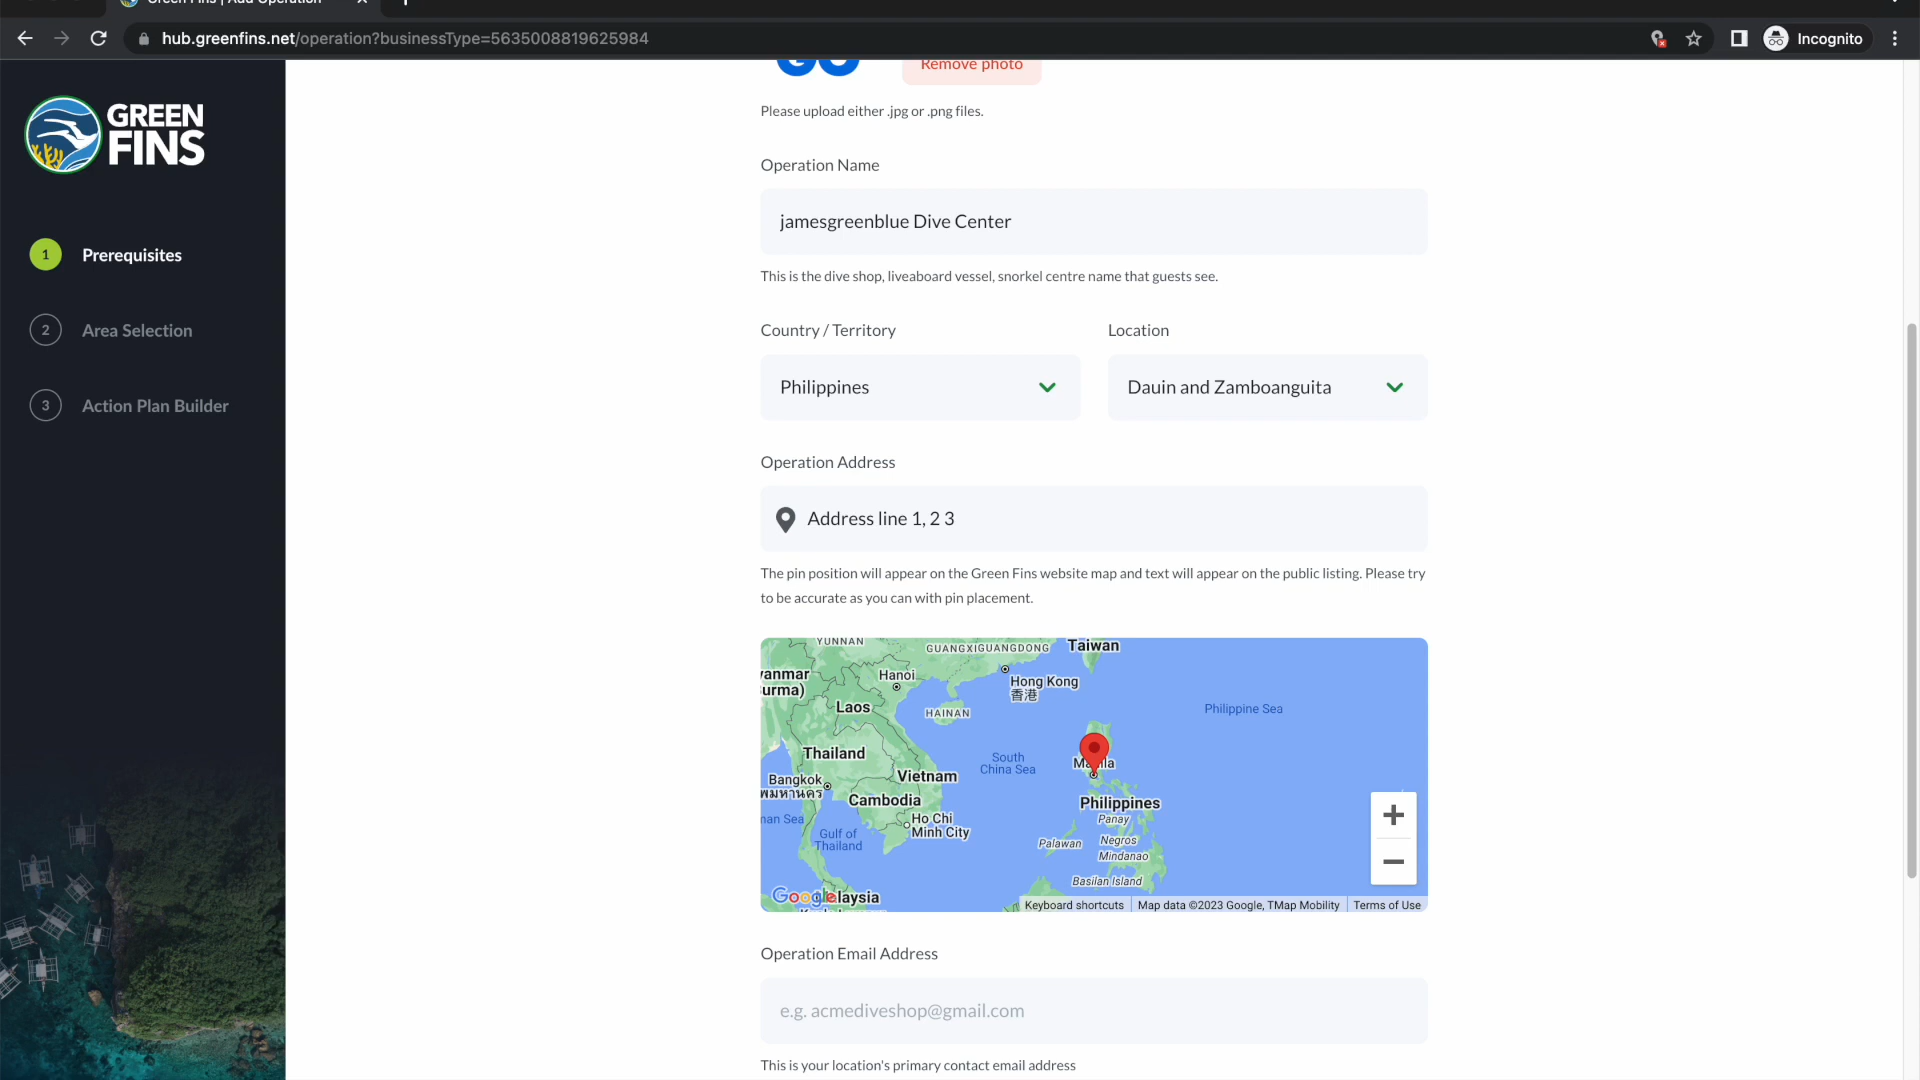 hub.greenfins.net/operation?businessType=5635008819625984
Incognito
GREEN
FINS
1 Prerequisites
2 Area Selection
3 Action Plan Builder
Remove photo
Please upload either .jpg or .png files.
Operation Name
jamesgreenblue Dive Center
This is the dive shop, liveaboard vessel, snorkel centre name that guests see.
Country / Territory
Location
Philippines
Dauin and Zamboanguita
Operation Address
Address line 1, 2 3
The pin position will appear on the Green Fins website map and text will appear on the public listing. Please try
to be accurate as you can with pin placement.
YUNNAN
GUANGXI
GUANGDONG
Taiwan
Hanoi
Hong Kong
香港
Laos
HAINAN
Philippine Sea
Thailand
South
China Sea
Bangkok
Vietnam
Cambodia
Philippines
Ho Chi
Minh City
Panay
Gulf of
Thailand
Palawan
Negros
Mindanao
Basilan Island
Google
Keyboard shortcuts
Map data ©2023 Google, TMap Mobility
Terms of Use
Operation Email Address
e.g. acmediveshop@gmail.com
This is your location's primary contact email address